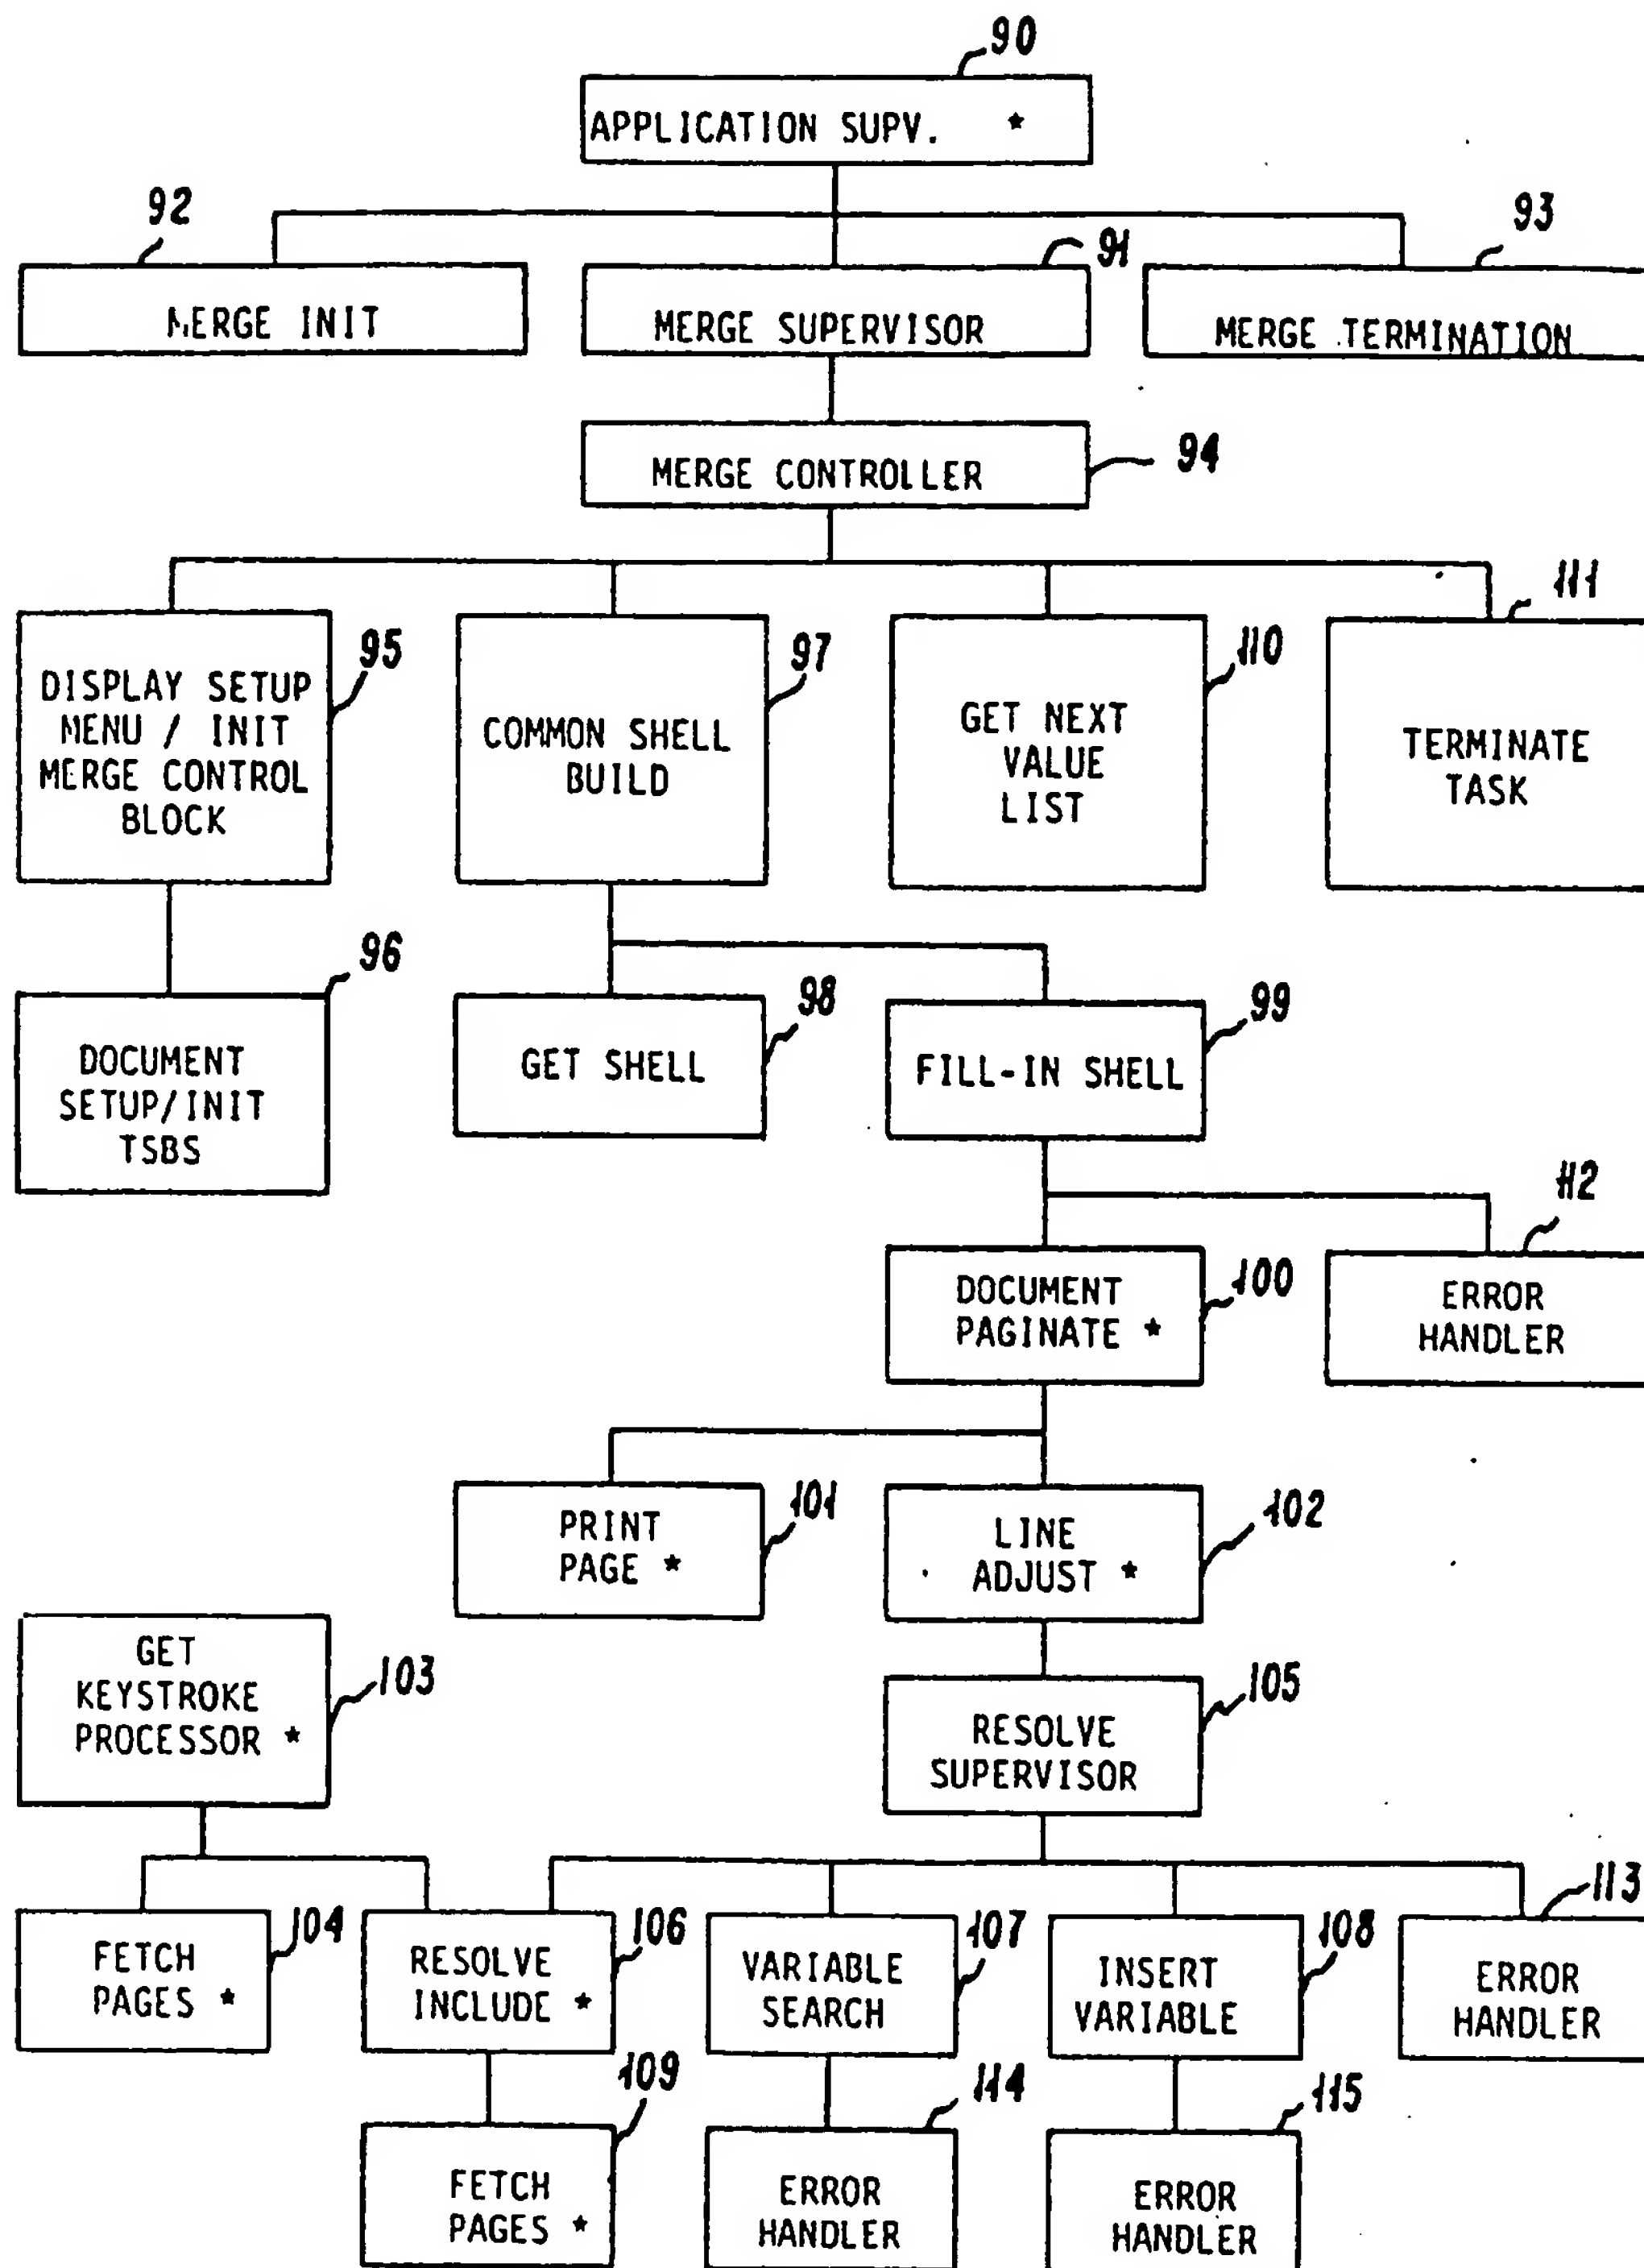 90
APPLICATION SUPV. *
92
91
93
MERGE INIT
MERGE SUPERVISOR
MERGE TERMINATION
94
MERGE CONTROLLER
111
95
97
110
DISPLAY SETUP
MENU / INIT
MERGE CONTROL
BLOCK
COMMON SHELL
BUILD
GET NEXT
VALUE
LIST
TERMINATE
TASK
96
98
99
DOCUMENT
SETUP/INIT
TSBS
GET SHELL
FILL-IN SHELL
112
100
DOCUMENT
PAGINATE *
ERROR
HANDLER
101
102
PRINT
PAGE *
LINE
ADJUST *
103
GET
KEYSTROKE
PROCESSOR *
105
RESOLVE
SUPERVISOR
104
106
107
108
113
FETCH
PAGES *
RESOLVE
INCLUDE *
VARIABLE
SEARCH
INSERT
VARIABLE
ERROR
HANDLER
109
114
115
FETCH
PAGES *
ERROR
HANDLER
ERROR
HANDLER